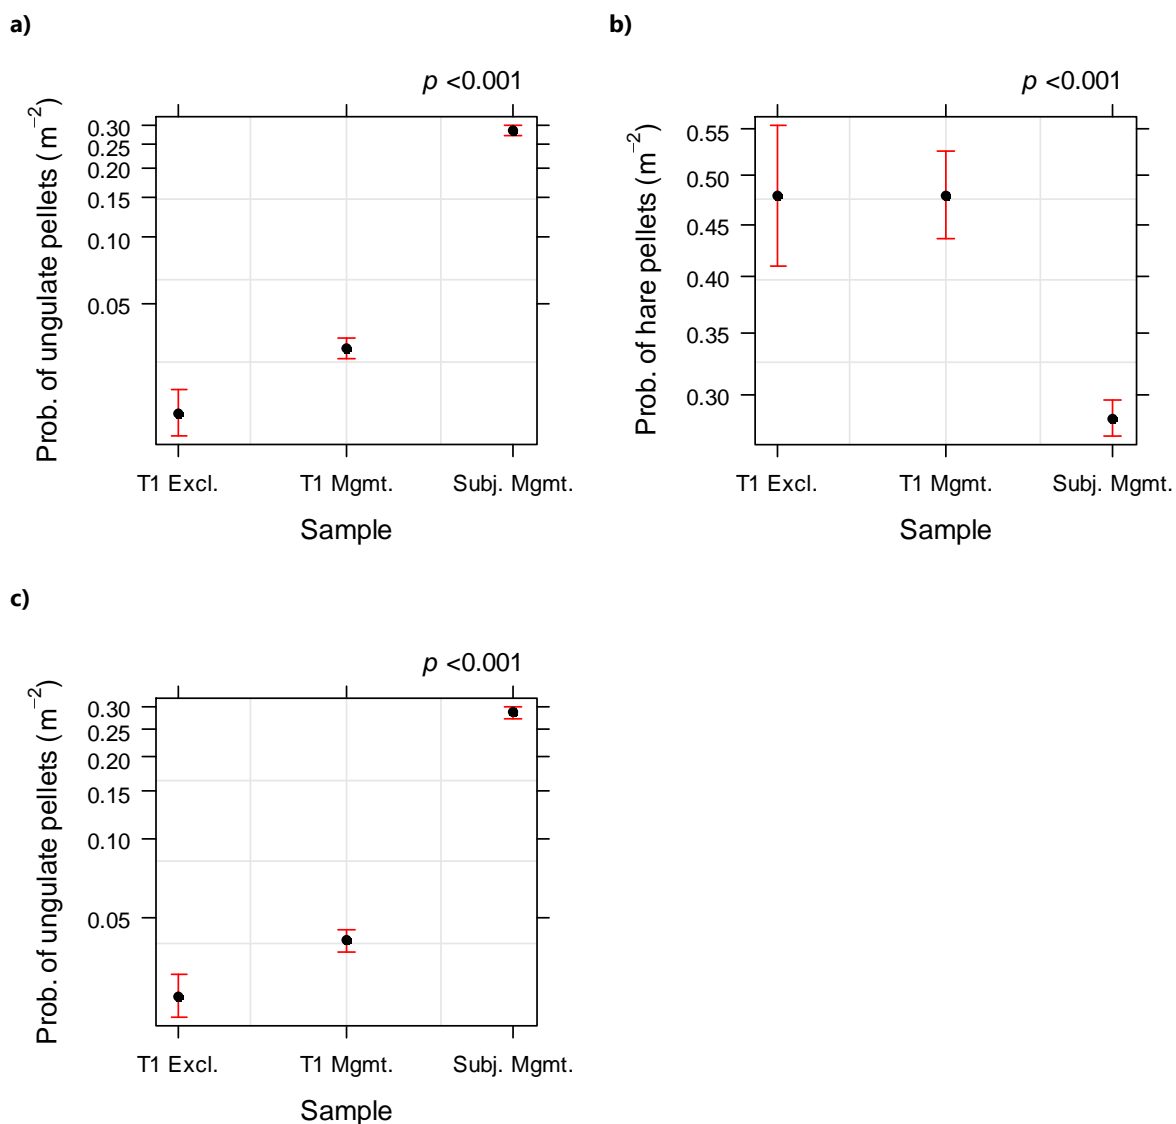 a)
p <0.001
Prob. of ungulate pellets (m−2)
0.30
0.25
0.20
0.15
0.10
0.05
T1 Excl. T1 Mgmt. Subj. Mgmt.
Sample
b)
p <0.001
Prob. of hare pellets (m−2)
0.55
0.50
0.45
0.40
0.35
0.30
T1 Excl. T1 Mgmt. Subj. Mgmt.
Sample
c)
p <0.001
Prob. of ungulate pellets (m−2)
0.30
0.25
0.20
0.15
0.10
0.05
T1 Excl. T1 Mgmt. Subj. Mgmt.
Sample